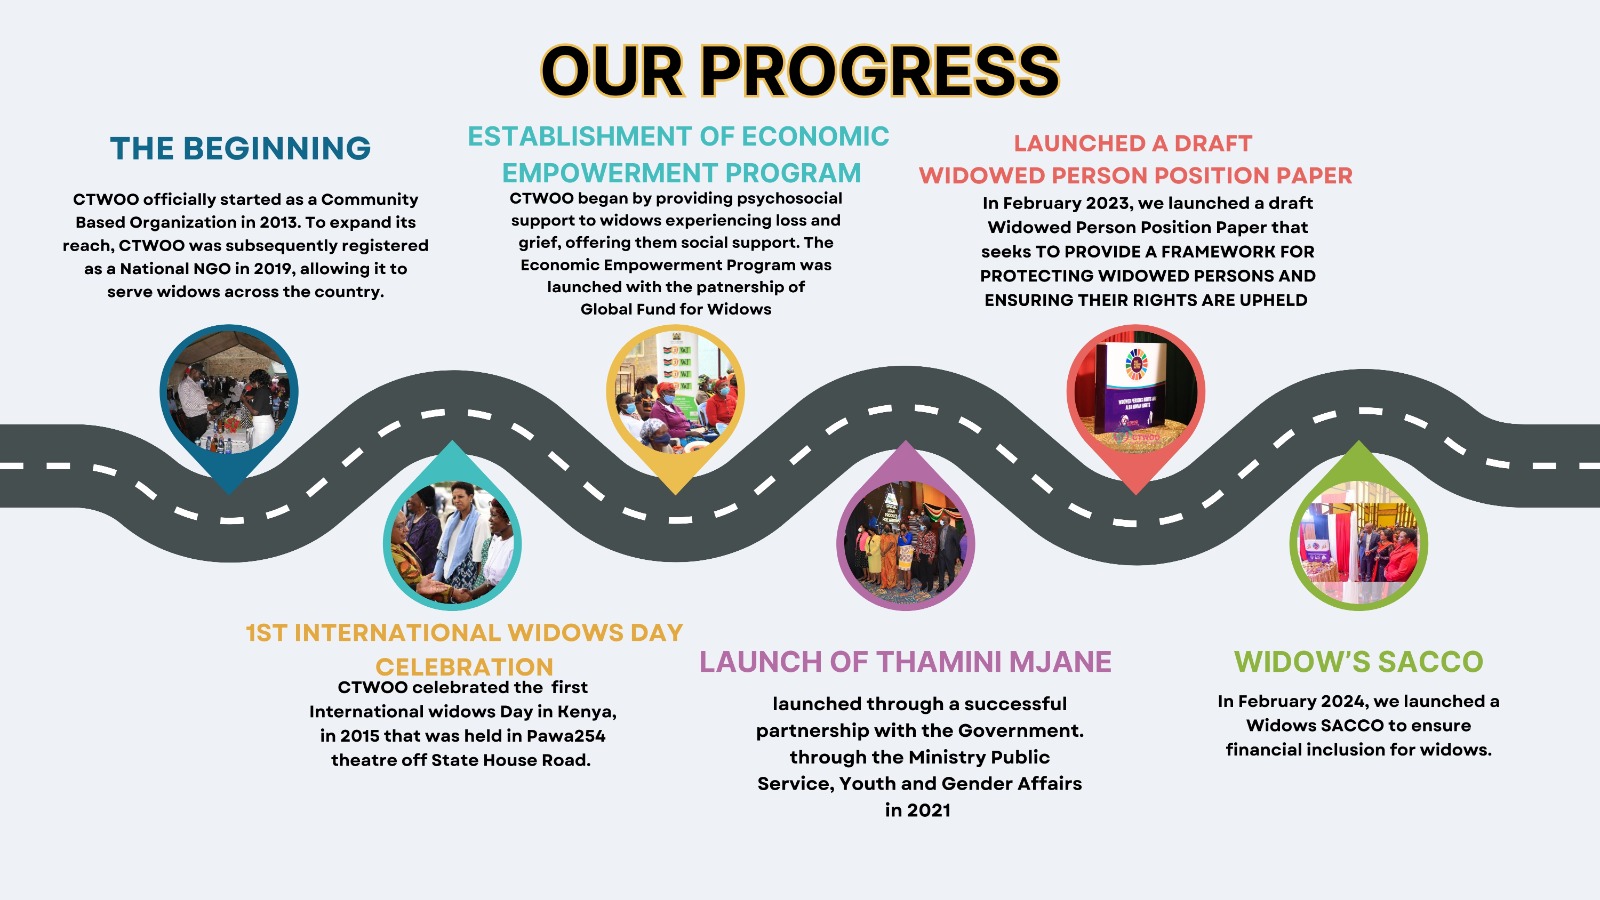 OUR PROGRESS
THE BEGINNING
CTWOO officially started as a Community
Based Organization in 2013. To expand its
reach, CTWOO was subsequently registered
as a National NGO in 2019, allowing it to
serve widows across the country.
1ST INTERNATIONAL WIDOWS DAY
CELEBRATION
CTWOO celebrated the first
International widows Day in Kenya,
in 2015 that was held in Pawa254
theatre off State House Road.
ESTABLISHMENT OF ECONOMIC
EMPOWERMENT PROGRAM
CTWOO began by providing psychosocial
support to widows experiencing loss and
grief, offering them social support. The
Economic Empowerment Program was
launched with the patnership of
Global Fund for Widows
LAUNCH OF THAMINI MJANE
launched through a successful
partnership with the Government.
through the Ministry Public
Service, Youth and Gender Affairs
in 2021
LAUNCHED A DRAFT
WIDOWED PERSON POSITION PAPER
In February 2023, we launched a draft
Widowed Person Position Paper that
seeks TO PROVIDE A FRAMEWORK FOR
PROTECTING WIDOWED PERSONS AND
ENSURING THEIR RIGHTS ARE UPHELD
CTWOO
WIDOW'S SACCO
In February 2024, we launched a
Widows SACCO to ensure
financial inclusion for widows.